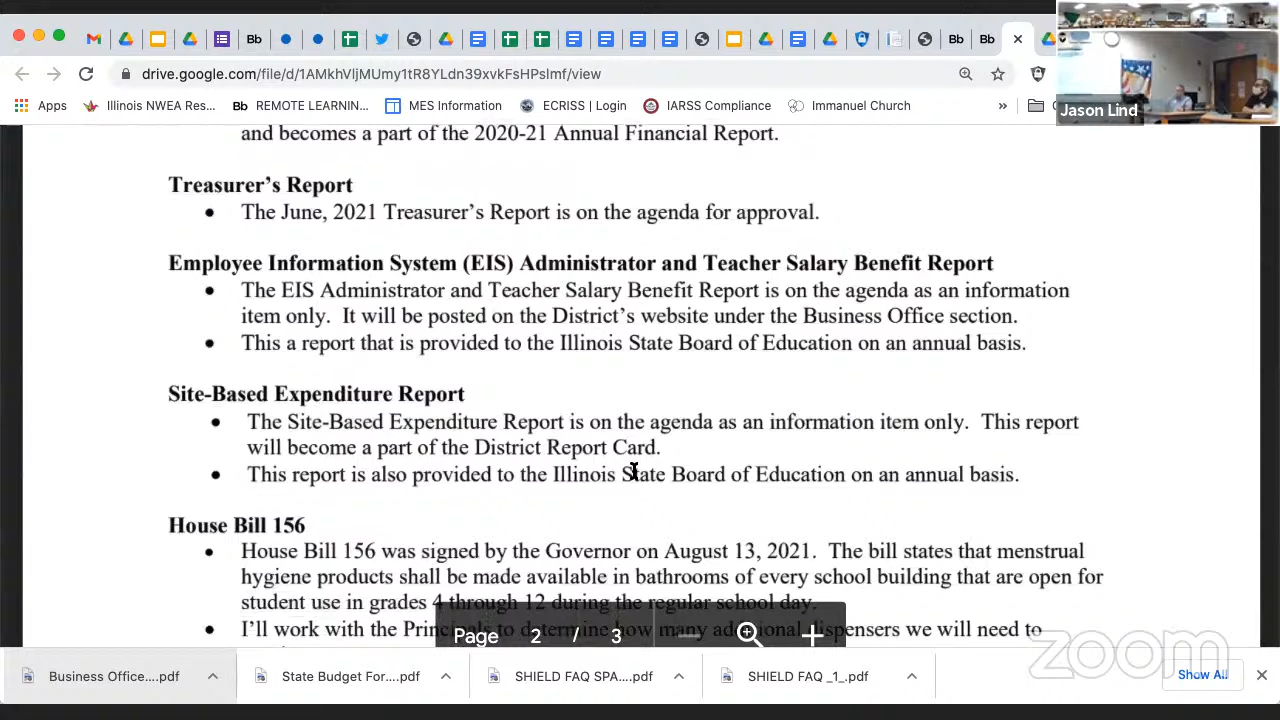 drive.google.com/file/d/1AMkhVljMUmy1tR8YLdn39xvkFsHPslmf/view
Apps
Illinois NWEA Res...
Bb REMOTE LEARNIN...
MES Information
ECRISS | Login
IARSS Compliance
Immanuel Church
»
Jason Lind
and becomes a part of the 2020-21 Annual Financial Report.
Treasurer's Report
• The June, 2021 Treasurer's Report is on the agenda for approval.
Employee Information System (EIS) Administrator and Teacher Salary Benefit Report
• The EIS Administrator and Teacher Salary Benefit Report is on the agenda as an information
item only. It will be posted on the District's website under the Business Office section.
• This a report that is provided to the Illinois State Board of Education on an annual basis.
Site-Based Expenditure Report
• The Site-Based Expenditure Report is on the agenda as an information item only. This report
will become a part of the District Report Card.
• This report is also provided to the Illinois State Board of Education on an annual basis.
House Bill 156
• House Bill 156 was signed by the Governor on August 13, 2021. The bill states that menstrual
hygiene products shall be made available in bathrooms of every school building that are open for
student use in grades 4 through 12 during the regular school day.
• I'll work with the Principals to determine how many additional dispensers we will need to
Page 2 / 3
zoom
Business Office....pdf
State Budget For....pdf
SHIELD FAQ SPA....pdf
SHIELD FAQ _1_.pdf
Show All